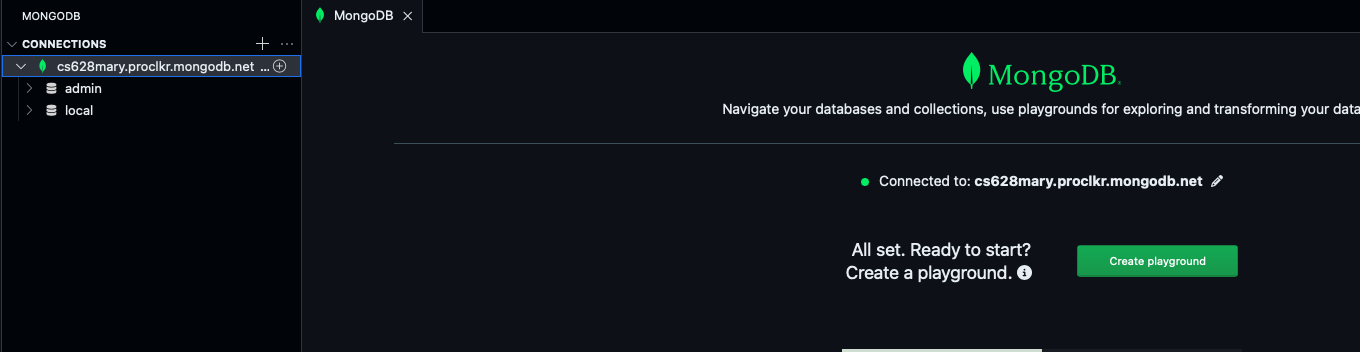 MONGODB
CONNECTIONS
cs628mary.proclkr.mongodb.net ...
admin
local
MongoDB
MongoDB.
Navigate your databases and collections, use playgrounds for exploring and transforming your data
Connected to: cs628mary.proclkr.mongodb.net
All set. Ready to start?
Create a playground.
Create playground